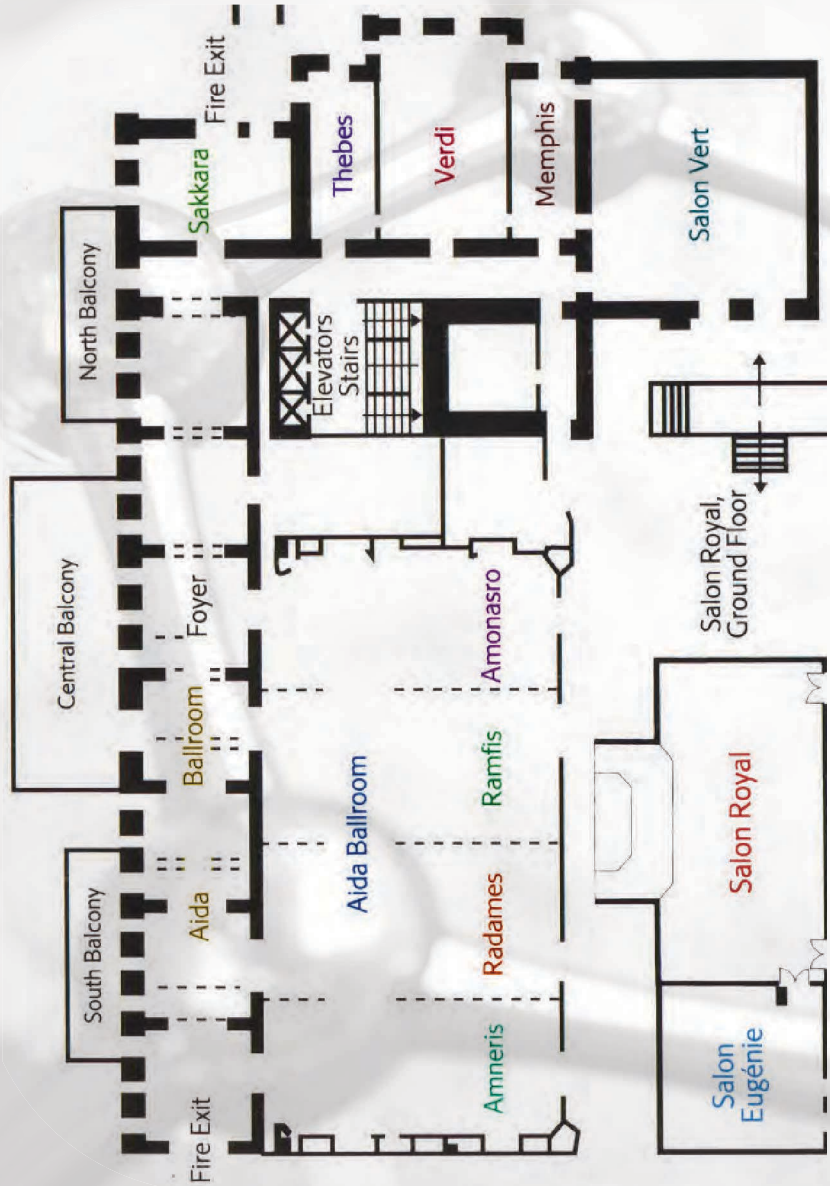 South Balcony
Central Balcony
North Balcony
Fire Exit
Aida
Ballroom
Foyer
Sakkara
Fire Exit
Aida Ballroom
Elevators
Stairs
Thebes
Verdi
Memphis
Amneris
Radames
Ramfis
Amonasro
Salon
Eugénie
Salon Royal
Salon Royal,
Ground Floor
Salon Vert